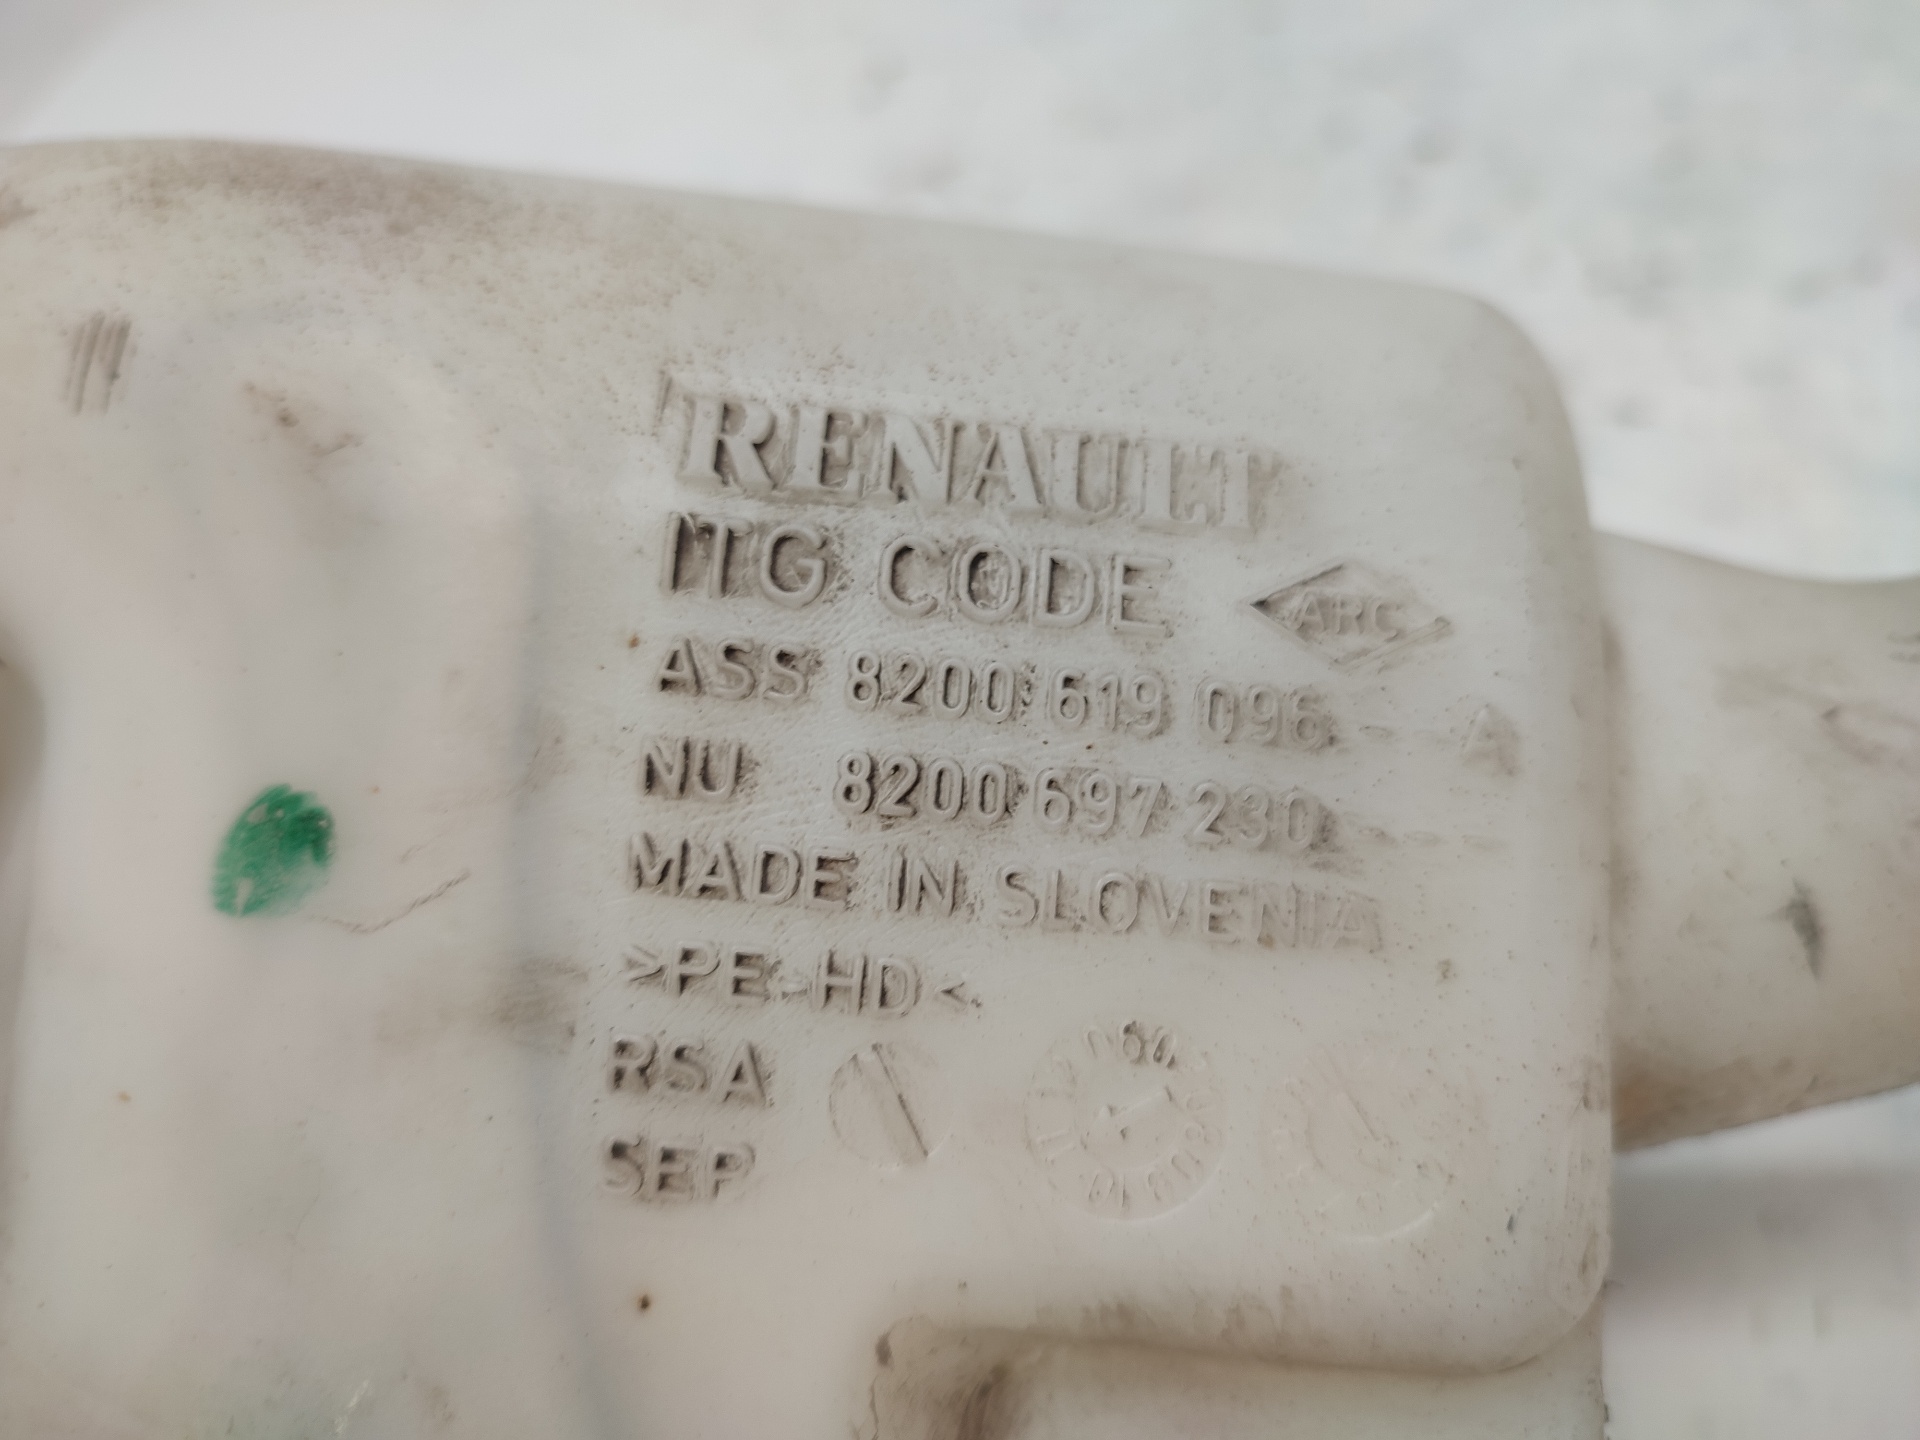 RENAULT
ITG CODE
ARC
ASS 8200 619 096 -- A
NU 8200 697 230
MADE IN SLOVENIA
>PE-HD<
RSA
SEP